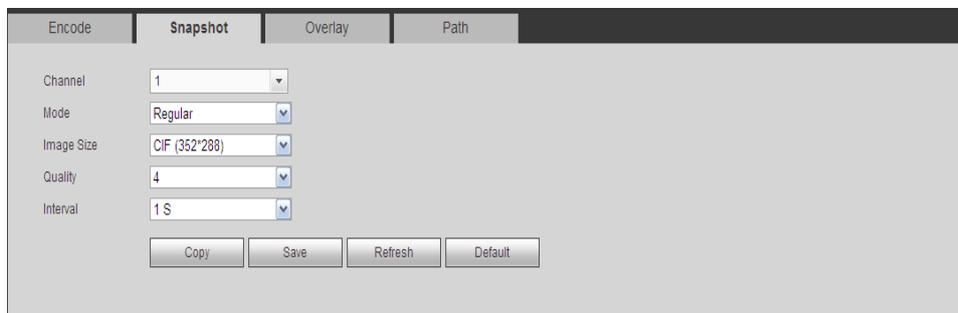 Encode Snapshot Overlay Path
Channel 1
Mode Regular
Image Size CIF (352*288)
Quality 4
Interval 1 S
Copy Save Refresh Default